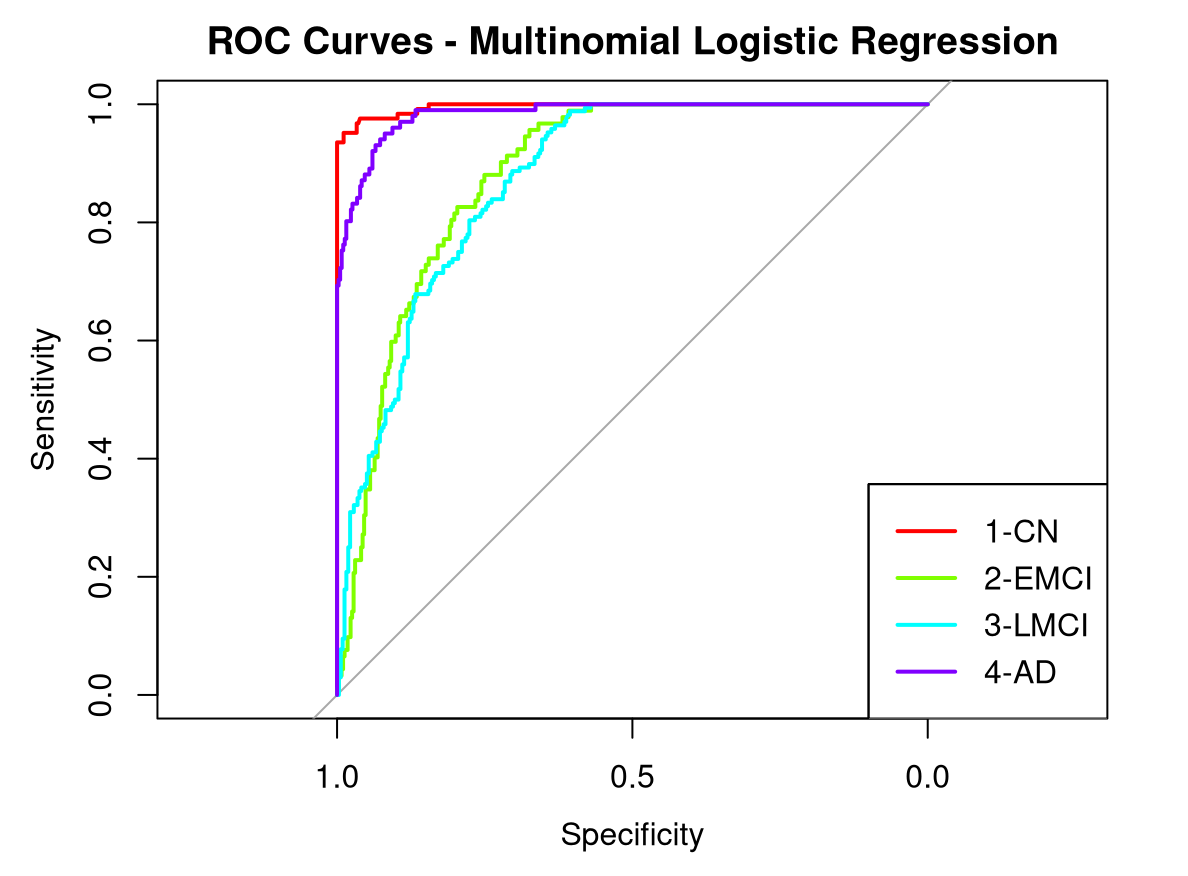 ROC Curves - Multinomial Logistic Regression
Sensitivity
1.0
0.8
0.6
0.4
0.2
0.0
1-CN
2-EMCI
3-LMCI
4-AD
1.0 0.5 0.0
Specificity